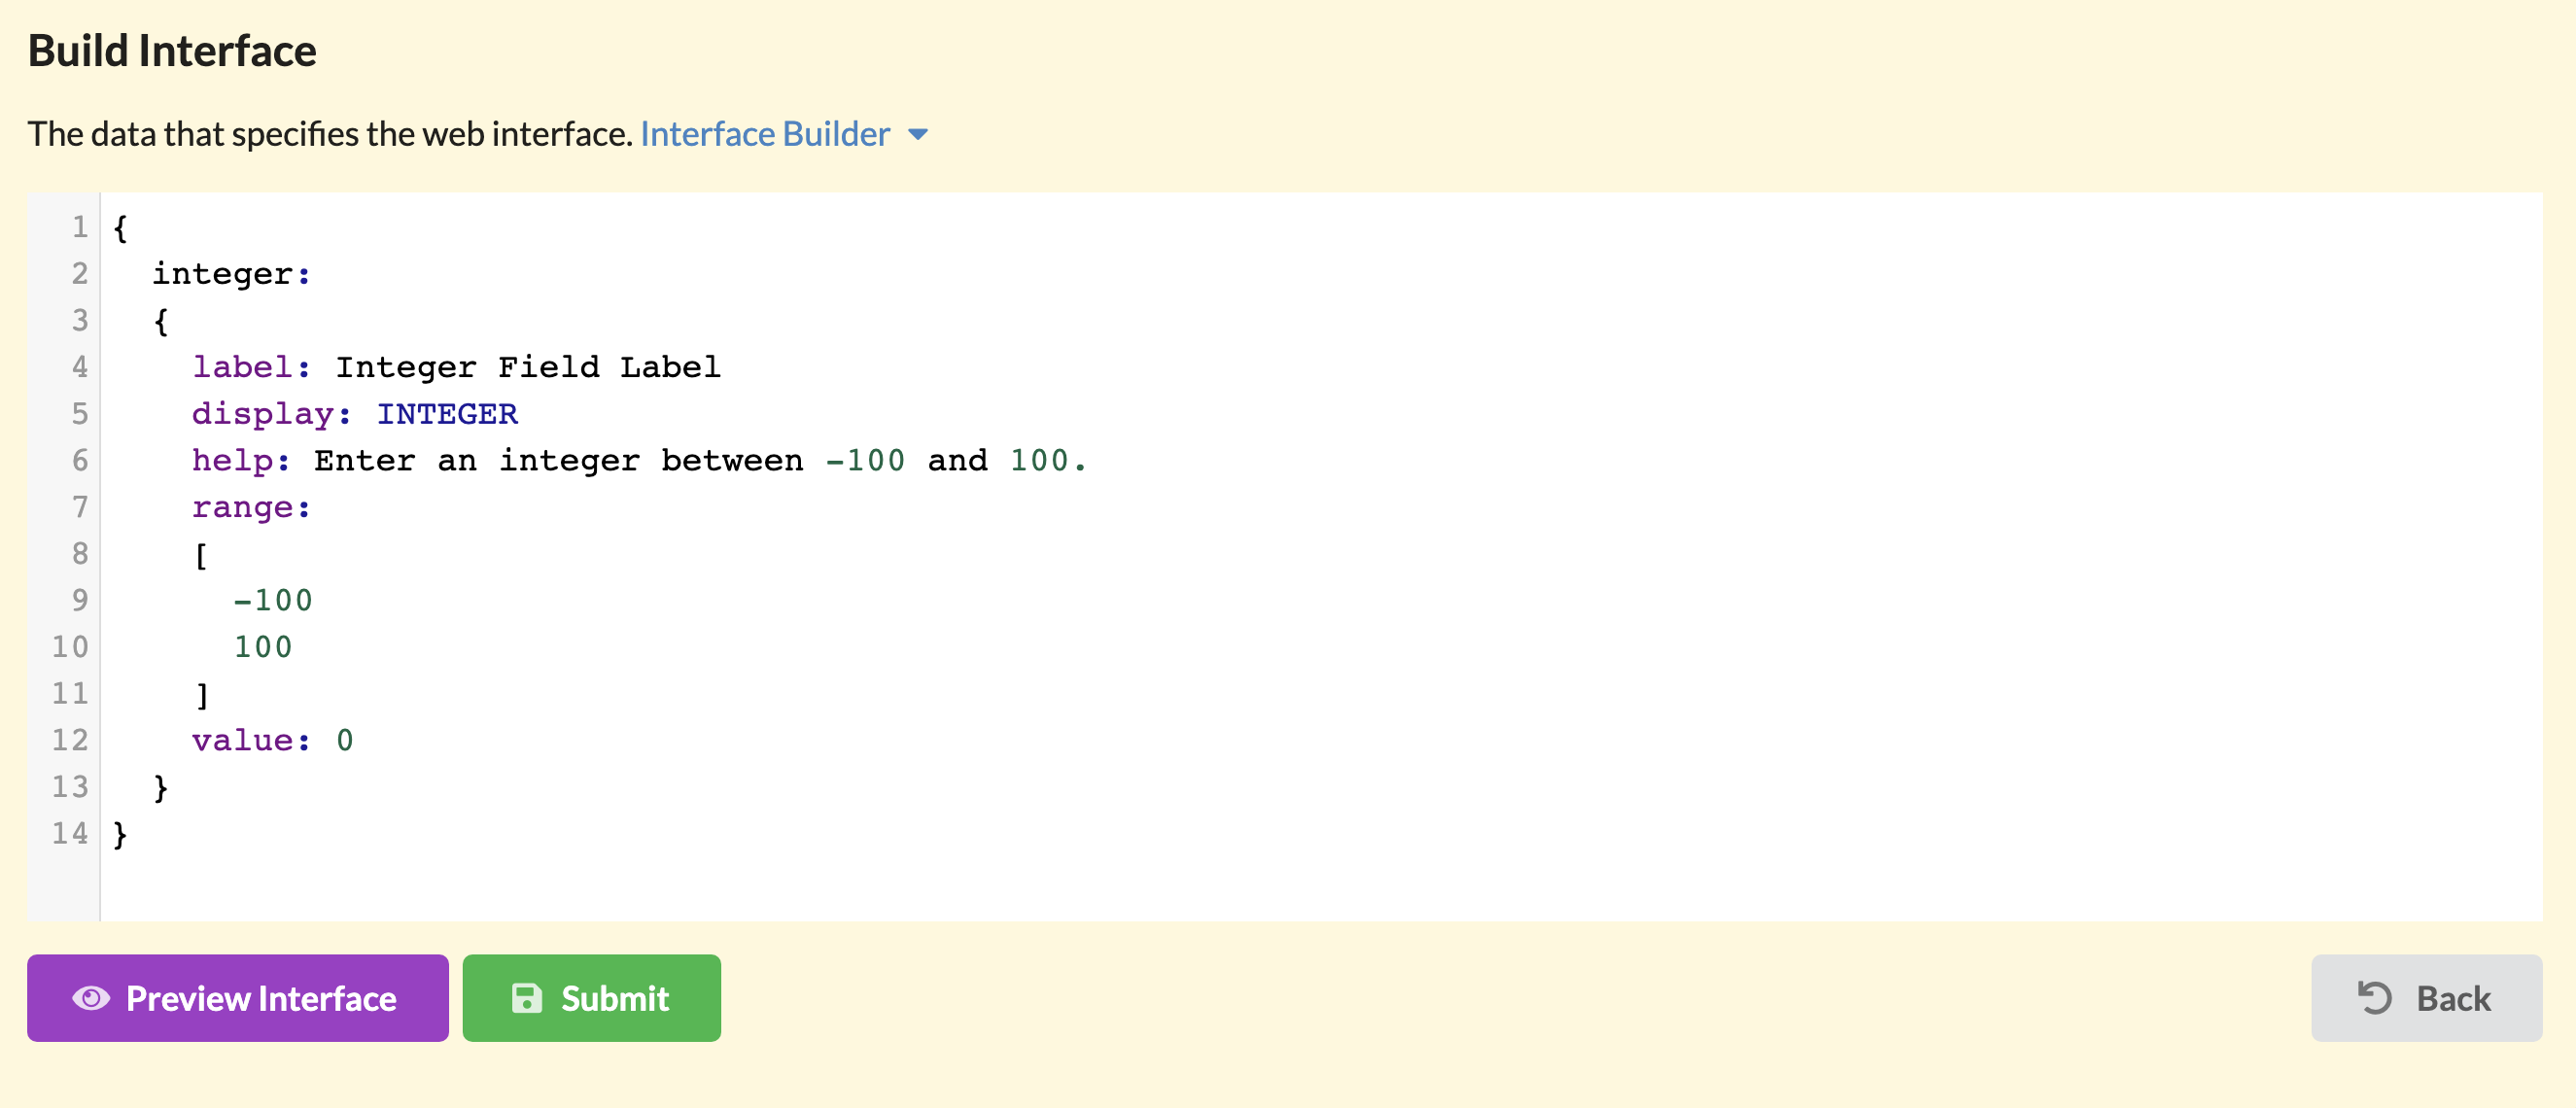 Build Interface
The data that specifies the web interface. Interface Builder
1 {
2   integer:
3   {
4     label: Integer Field Label
5     display: INTEGER
6     help: Enter an integer between -100 and 100.
7     range:
8     [
9       -100
10       100
11     ]
12     value: 0
13   }
14 }
Preview Interface Submit Back